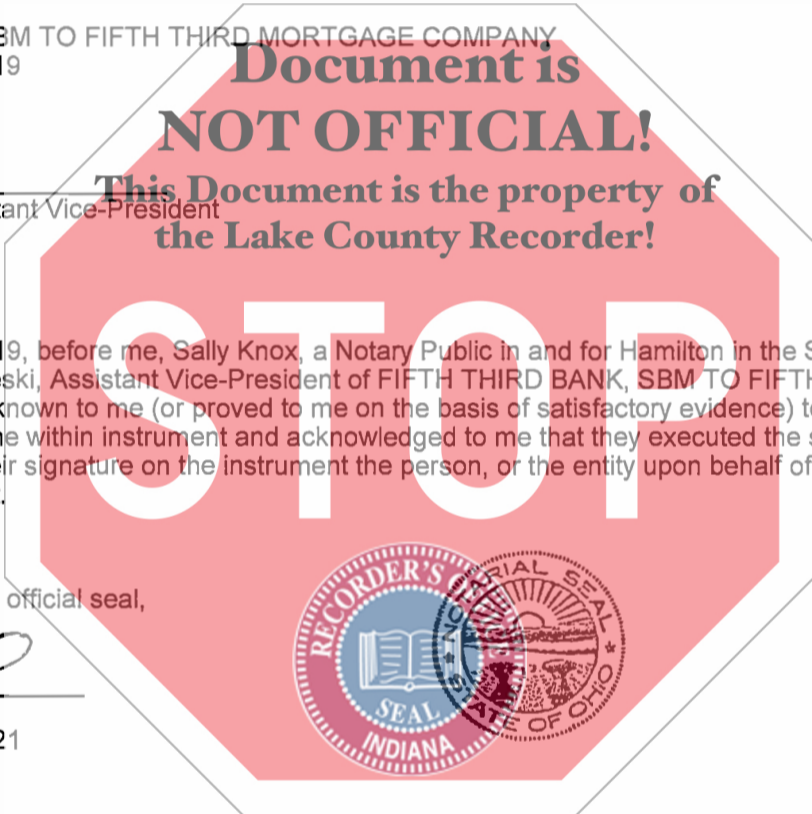 BM TO FIFTH THIRD MORTGAGE COMPANY
19
Document is
NOT OFFICIAL!
This Document is the property of
the Lake County Recorder!
ant Vice-President
STOP
19, before me, Sally Knox, a Notary Public in and for Hamilton in the S
ski, Assistant Vice-President of FIFTH THIRD BANK, SBM TO FIFTH
known to me (or proved to me on the basis of satisfactory evidence) to
e within instrument and acknowledged to me that they executed the s
ir signature on the instrument the person, or the entity upon behalf of
official seal,
RECORDER'S OFFICE
SEAL
INDIANA
NOTARIAL SEAL
STATE OF OHIO
21